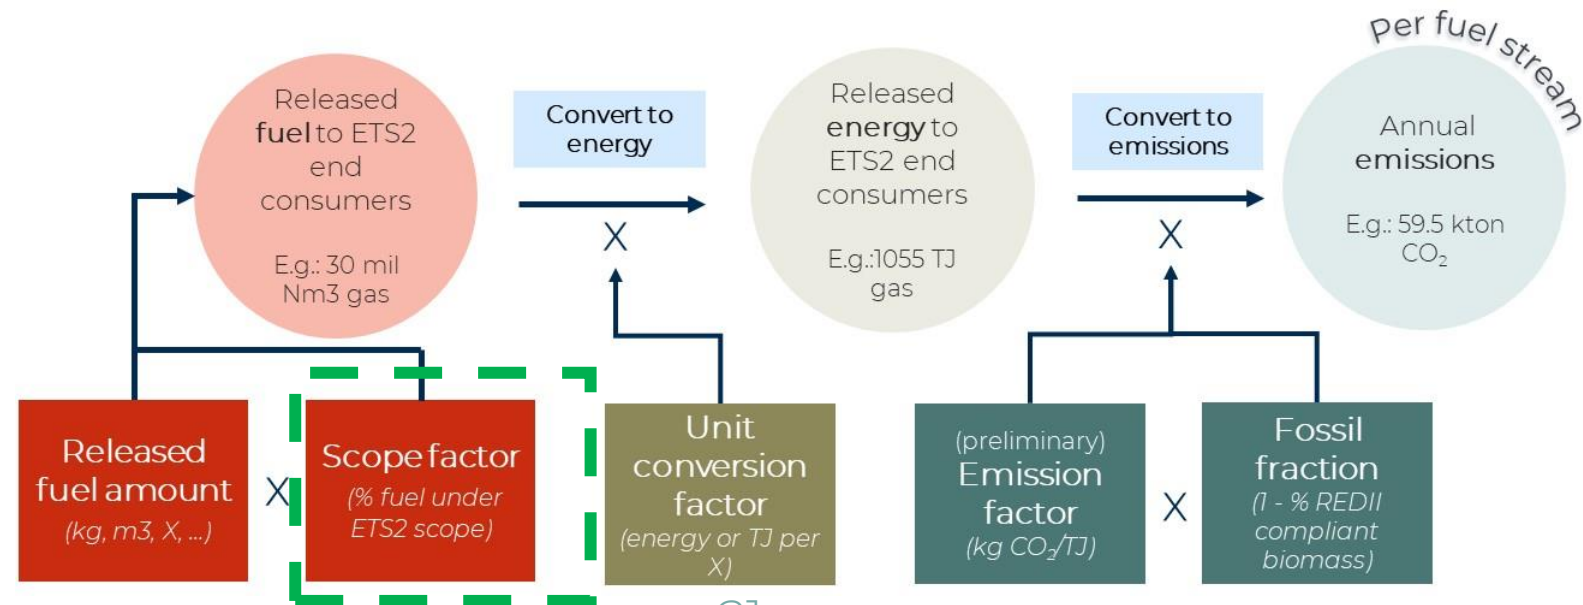 Per fuel stream
Released
fuel to ETS2
end
consumers
E.g.: 30 mil
Nm3 gas
Convert to
energy
X
Released
energy to
ETS2 end
consumers
E.g.:1055 TJ
gas
Convert to
emissions
X
Annual
emissions
E.g.: 59.5 kton
CO₂
Released
fuel amount
(kg, m3, X, ...)
X
Scope factor
(% fuel under
ETS2 scope)
Unit
conversion
factor
(energy or TJ per
X)
(preliminary)
Emission
factor
(kg CO₂/TJ)
X
Fossil
fraction
(1 - % REDII
compliant
biomass)